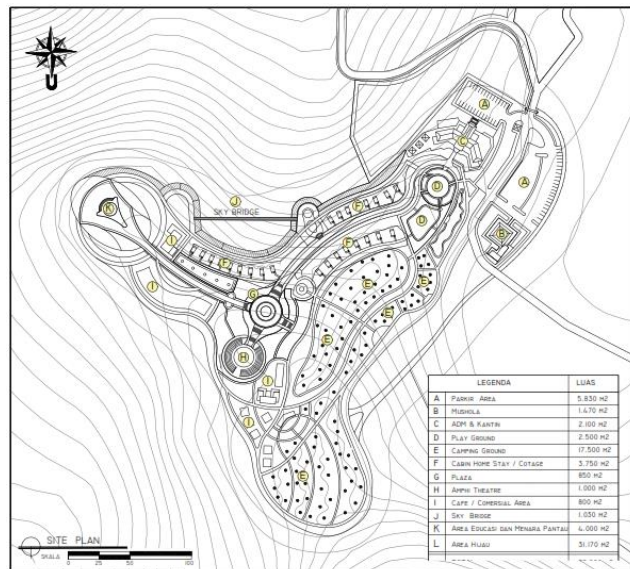 U
A
A
C
D
D
B
J
SKY BRIDGE
F
F
F
K
I
I
G
E
E
E
E
H
I
I
E
LEGENDA LUAS
A PARKIR AREA 5.830 M2
B MUSHOLA 1.470 M2
C ADM & KANTIN 2.100 M2
D PLAY GROUND 2.500 M2
E CAMPING GROUND 17.500 M2
F CABIN HOME STAY / COTAGE 3.750 M2
G PLAZA 850 M2
H AMPHI THEATRE 1.000 M2
I CAFE / COMERSIAL AREA 800 M2
J SKY BRIDGE 1.030 M2
K AREA EDUCASI DAN MENARA PANTAU 4.000 M2
L AREA HIJAU 31.170 M2
SITE PLAN
SKALA 0 50 100